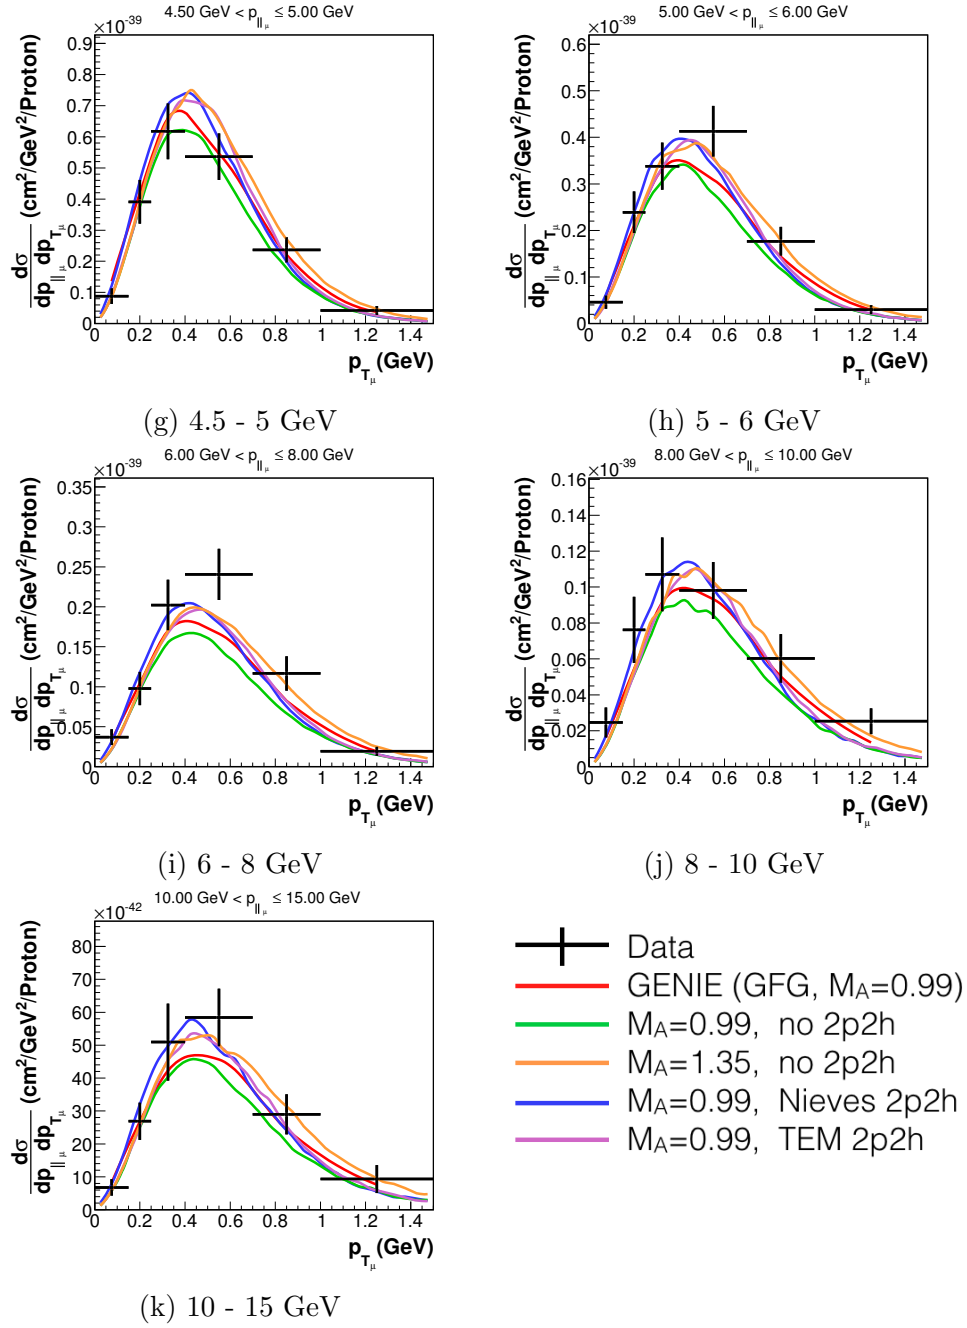 ×10⁻³⁹
4.50 GeV < p||μ ≤ 5.00 GeV
dσ/dp||μ dpTμ (cm²/GeV²/Proton)
0.9
0.8
0.7
0.6
0.5
0.4
0.3
0.2
0.1
0
0 0.2 0.4 0.6 0.8 1 1.2 1.4
pTμ (GeV)
(g) 4.5 - 5 GeV
×10⁻³⁹
5.00 GeV < p||μ ≤ 6.00 GeV
dσ/dp||μ dpTμ (cm²/GeV²/Proton)
0.6
0.5
0.4
0.3
0.2
0.1
0
0 0.2 0.4 0.6 0.8 1 1.2 1.4
pTμ (GeV)
(h) 5 - 6 GeV
×10⁻³⁹
6.00 GeV < p||μ ≤ 8.00 GeV
dσ/dp||μ dpTμ (cm²/GeV²/Proton)
0.35
0.3
0.25
0.2
0.15
0.1
0.05
0
0 0.2 0.4 0.6 0.8 1 1.2 1.4
pTμ (GeV)
(i) 6 - 8 GeV
×10⁻³⁹
8.00 GeV < p||μ ≤ 10.00 GeV
dσ/dp||μ dpTμ (cm²/GeV²/Proton)
0.16
0.14
0.12
0.1
0.08
0.06
0.04
0.02
0
0 0.2 0.4 0.6 0.8 1 1.2 1.4
pTμ (GeV)
(j) 8 - 10 GeV
×10⁻⁴²
10.00 GeV < p||μ ≤ 15.00 GeV
dσ/dp||μ dpTμ (cm²/GeV²/Proton)
80
70
60
50
40
30
20
10
0
0 0.2 0.4 0.6 0.8 1 1.2 1.4
pTμ (GeV)
(k) 10 - 15 GeV
Data
GENIE (GFG, MA=0.99)
MA=0.99, no 2p2h
MA=1.35, no 2p2h
MA=0.99, Nieves 2p2h
MA=0.99, TEM 2p2h